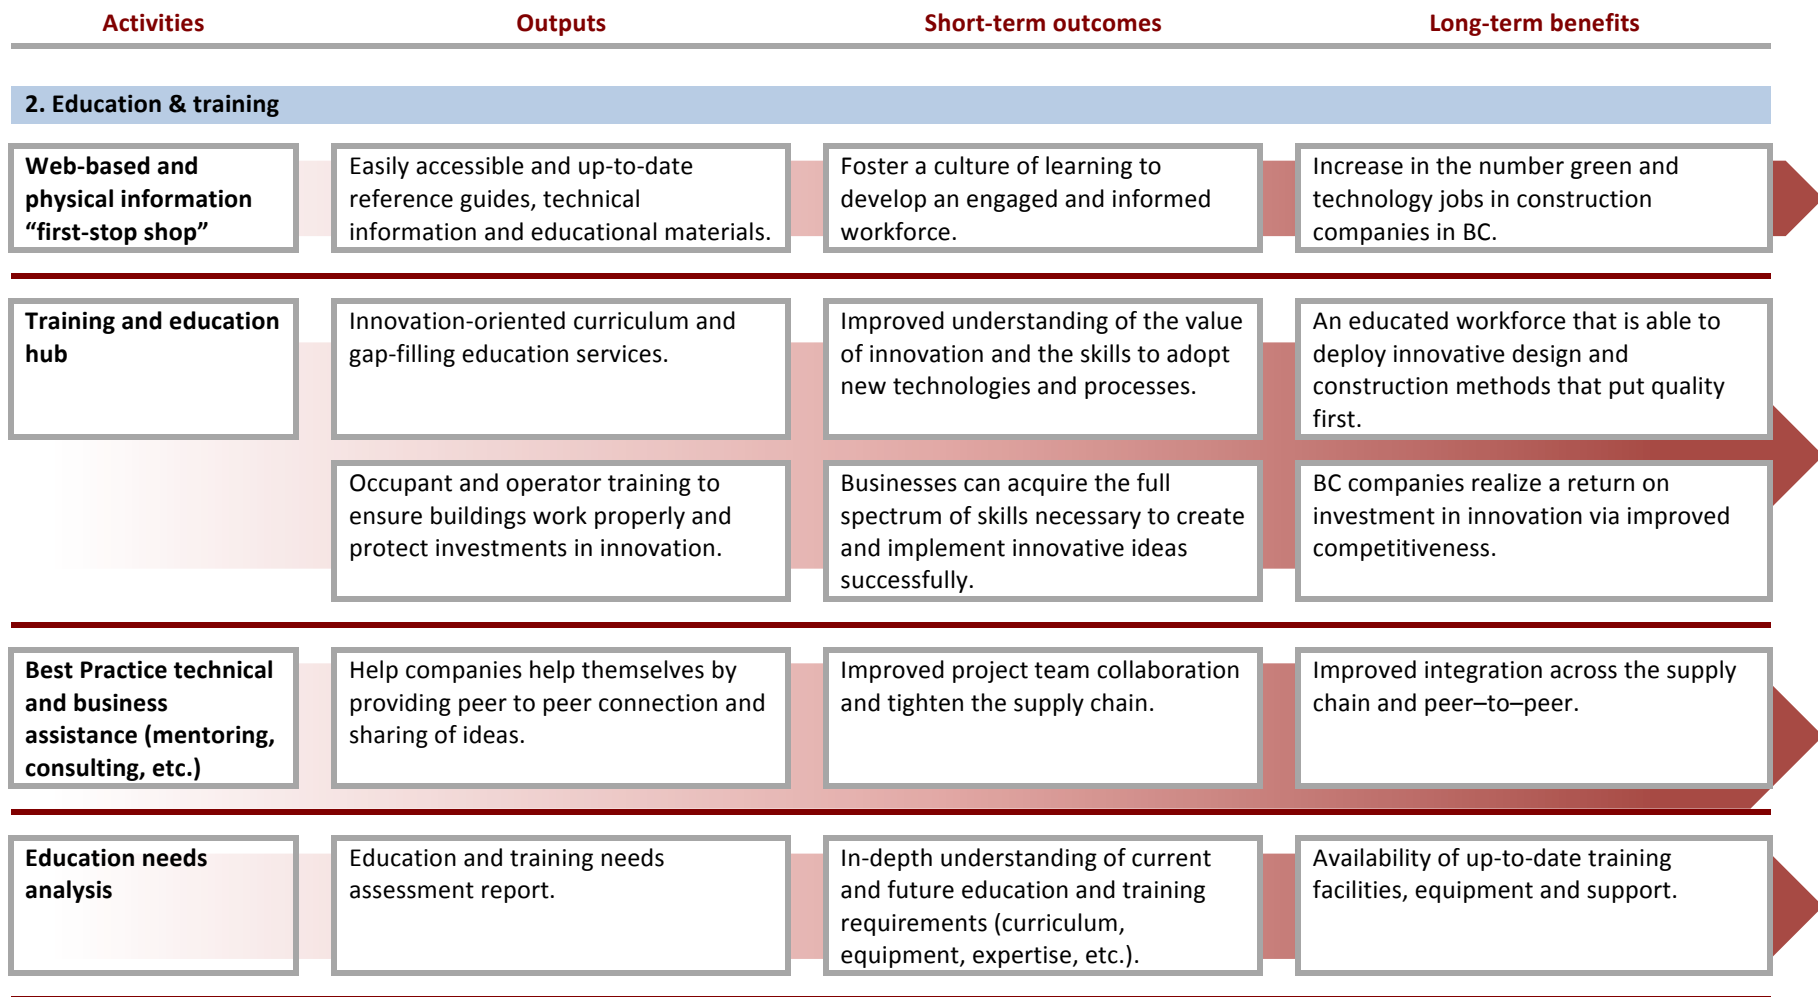 Activities
Outputs
Short-term outcomes
Long-term benefits
2. Education & training
Web-based and
physical information
“first-stop shop”
Easily accessible and up-to-date
reference guides, technical
information and educational materials.
Foster a culture of learning to
develop an engaged and informed
workforce.
Increase in the number green and
technology jobs in construction
companies in BC.
Training and education
hub
Innovation-oriented curriculum and
gap-filling education services.
Improved understanding of the value
of innovation and the skills to adopt
new technologies and processes.
An educated workforce that is able to
deploy innovative design and
construction methods that put quality
first.
Occupant and operator training to
ensure buildings work properly and
protect investments in innovation.
Businesses can acquire the full
spectrum of skills necessary to create
and implement innovative ideas
successfully.
BC companies realize a return on
investment in innovation via improved
competitiveness.
Best Practice technical
and business
assistance (mentoring,
consulting, etc.)
Help companies help themselves by
providing peer to peer connection and
sharing of ideas.
Improved project team collaboration
and tighten the supply chain.
Improved integration across the supply
chain and peer–to–peer.
Education needs
analysis
Education and training needs
assessment report.
In-depth understanding of current
and future education and training
requirements (curriculum,
equipment, expertise, etc.).
Availability of up-to-date training
facilities, equipment and support.